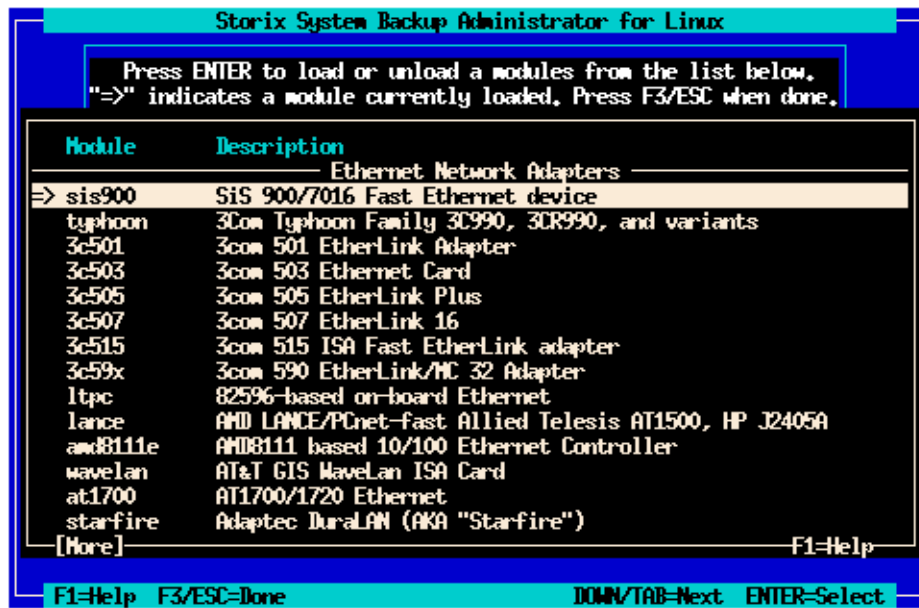 Storix System Backup Administrator for Linux
Press ENTER to load or unload a modules from the list below.
"=>" indicates a module currently loaded. Press F3/ESC when done.
Module Description
Ethernet Network Adapters
=> sis900 SiS 900/7016 Fast Ethernet device
typhoon 3Com Typhoon Family 3C990, 3CR990, and variants
3c501 3com 501 EtherLink Adapter
3c503 3com 503 Ethernet Card
3c505 3com 505 EtherLink Plus
3c507 3com 507 EtherLink 16
3c515 3com 515 ISA Fast EtherLink adapter
3c59x 3com 590 EtherLink/MC 32 Adapter
ltpc 82596-based on-board Ethernet
lance AMD LANCE/PCnet-fast Allied Telesis AT1500, HP J2405A
amd8111e AMD8111 based 10/100 Ethernet Controller
wavelan AT&T GIS WaveLan ISA Card
at1700 AT1700/1720 Ethernet
starfire Adaptec DuraLAN (AKA "Starfire")
[More] F1=Help
F1=Help F3/ESC=Done DOWN/TAB=Next ENTER=Select